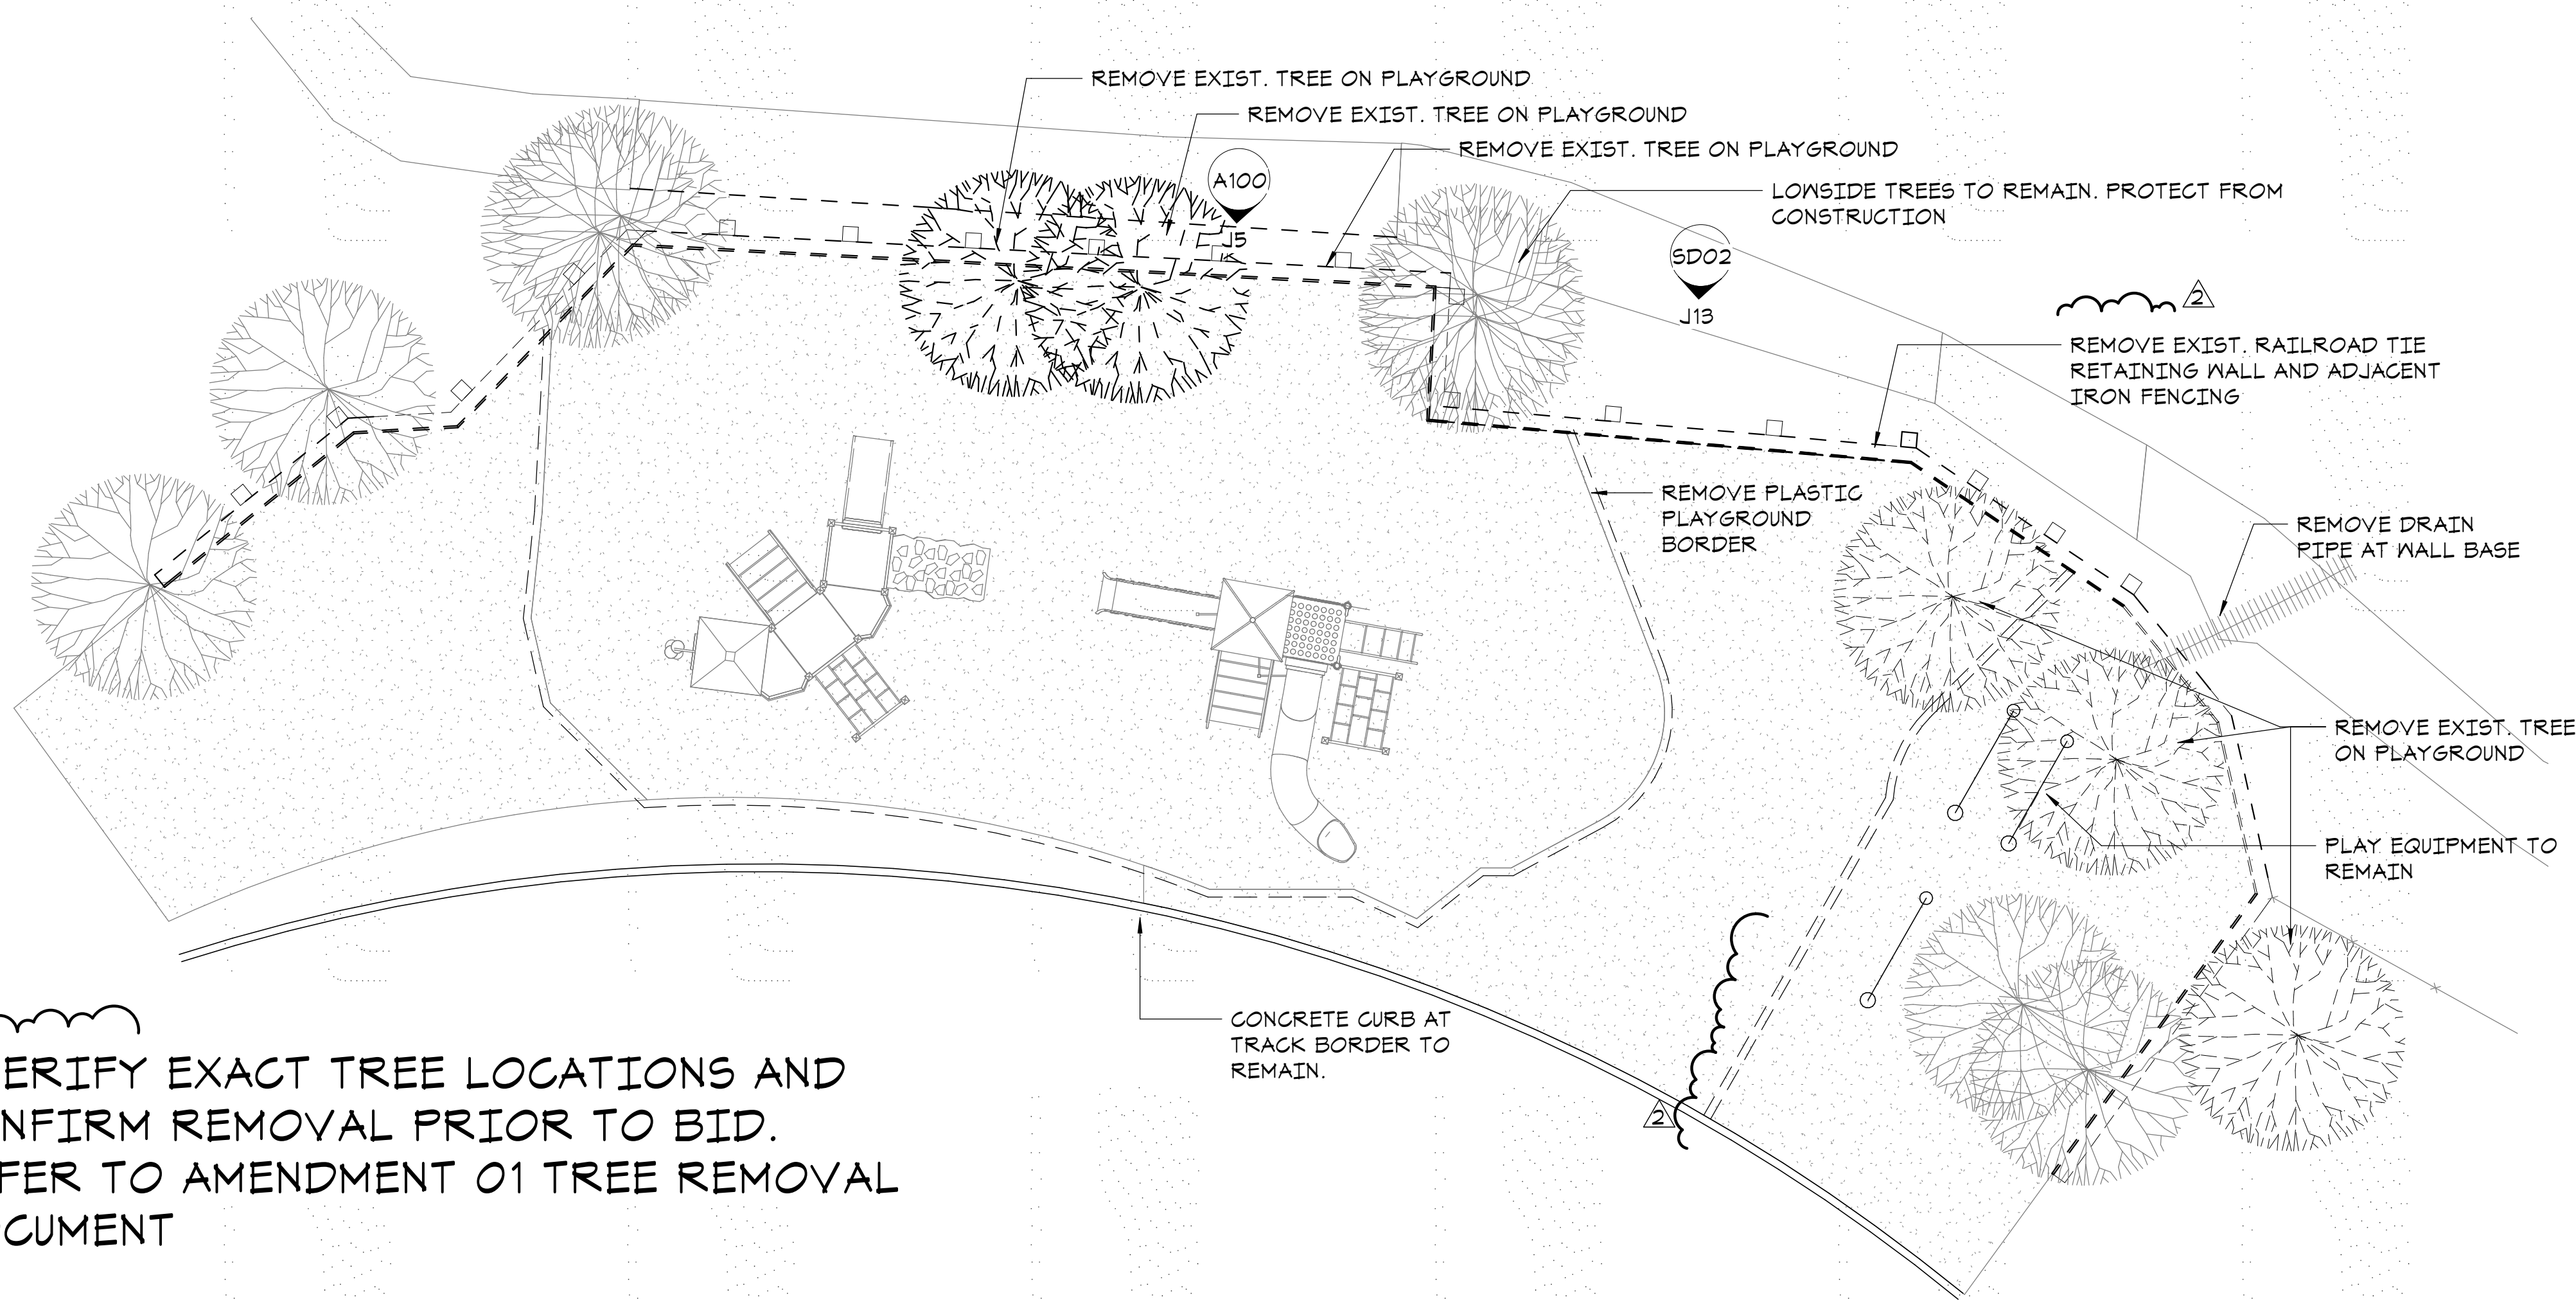 REMOVE EXIST. TREE ON PLAYGROUND
REMOVE EXIST. TREE ON PLAYGROUND
REMOVE EXIST. TREE ON PLAYGROUND
A100
J5
LOWSIDE TREES TO REMAIN. PROTECT FROM
CONSTRUCTION
SD02
J13
2
REMOVE EXIST. RAILROAD TIE
RETAINING WALL AND ADJACENT
IRON FENCING
REMOVE PLASTIC
PLAYGROUND
BORDER
REMOVE DRAIN
PIPE AT WALL BASE
REMOVE EXIST. TREE
ON PLAYGROUND
PLAY EQUIPMENT TO
REMAIN
CONCRETE CURB AT
TRACK BORDER TO
REMAIN.
2
ERIFY EXACT TREE LOCATIONS AND
NFIRM REMOVAL PRIOR TO BID.
FER TO AMENDMENT 01 TREE REMOVAL
CUMENT